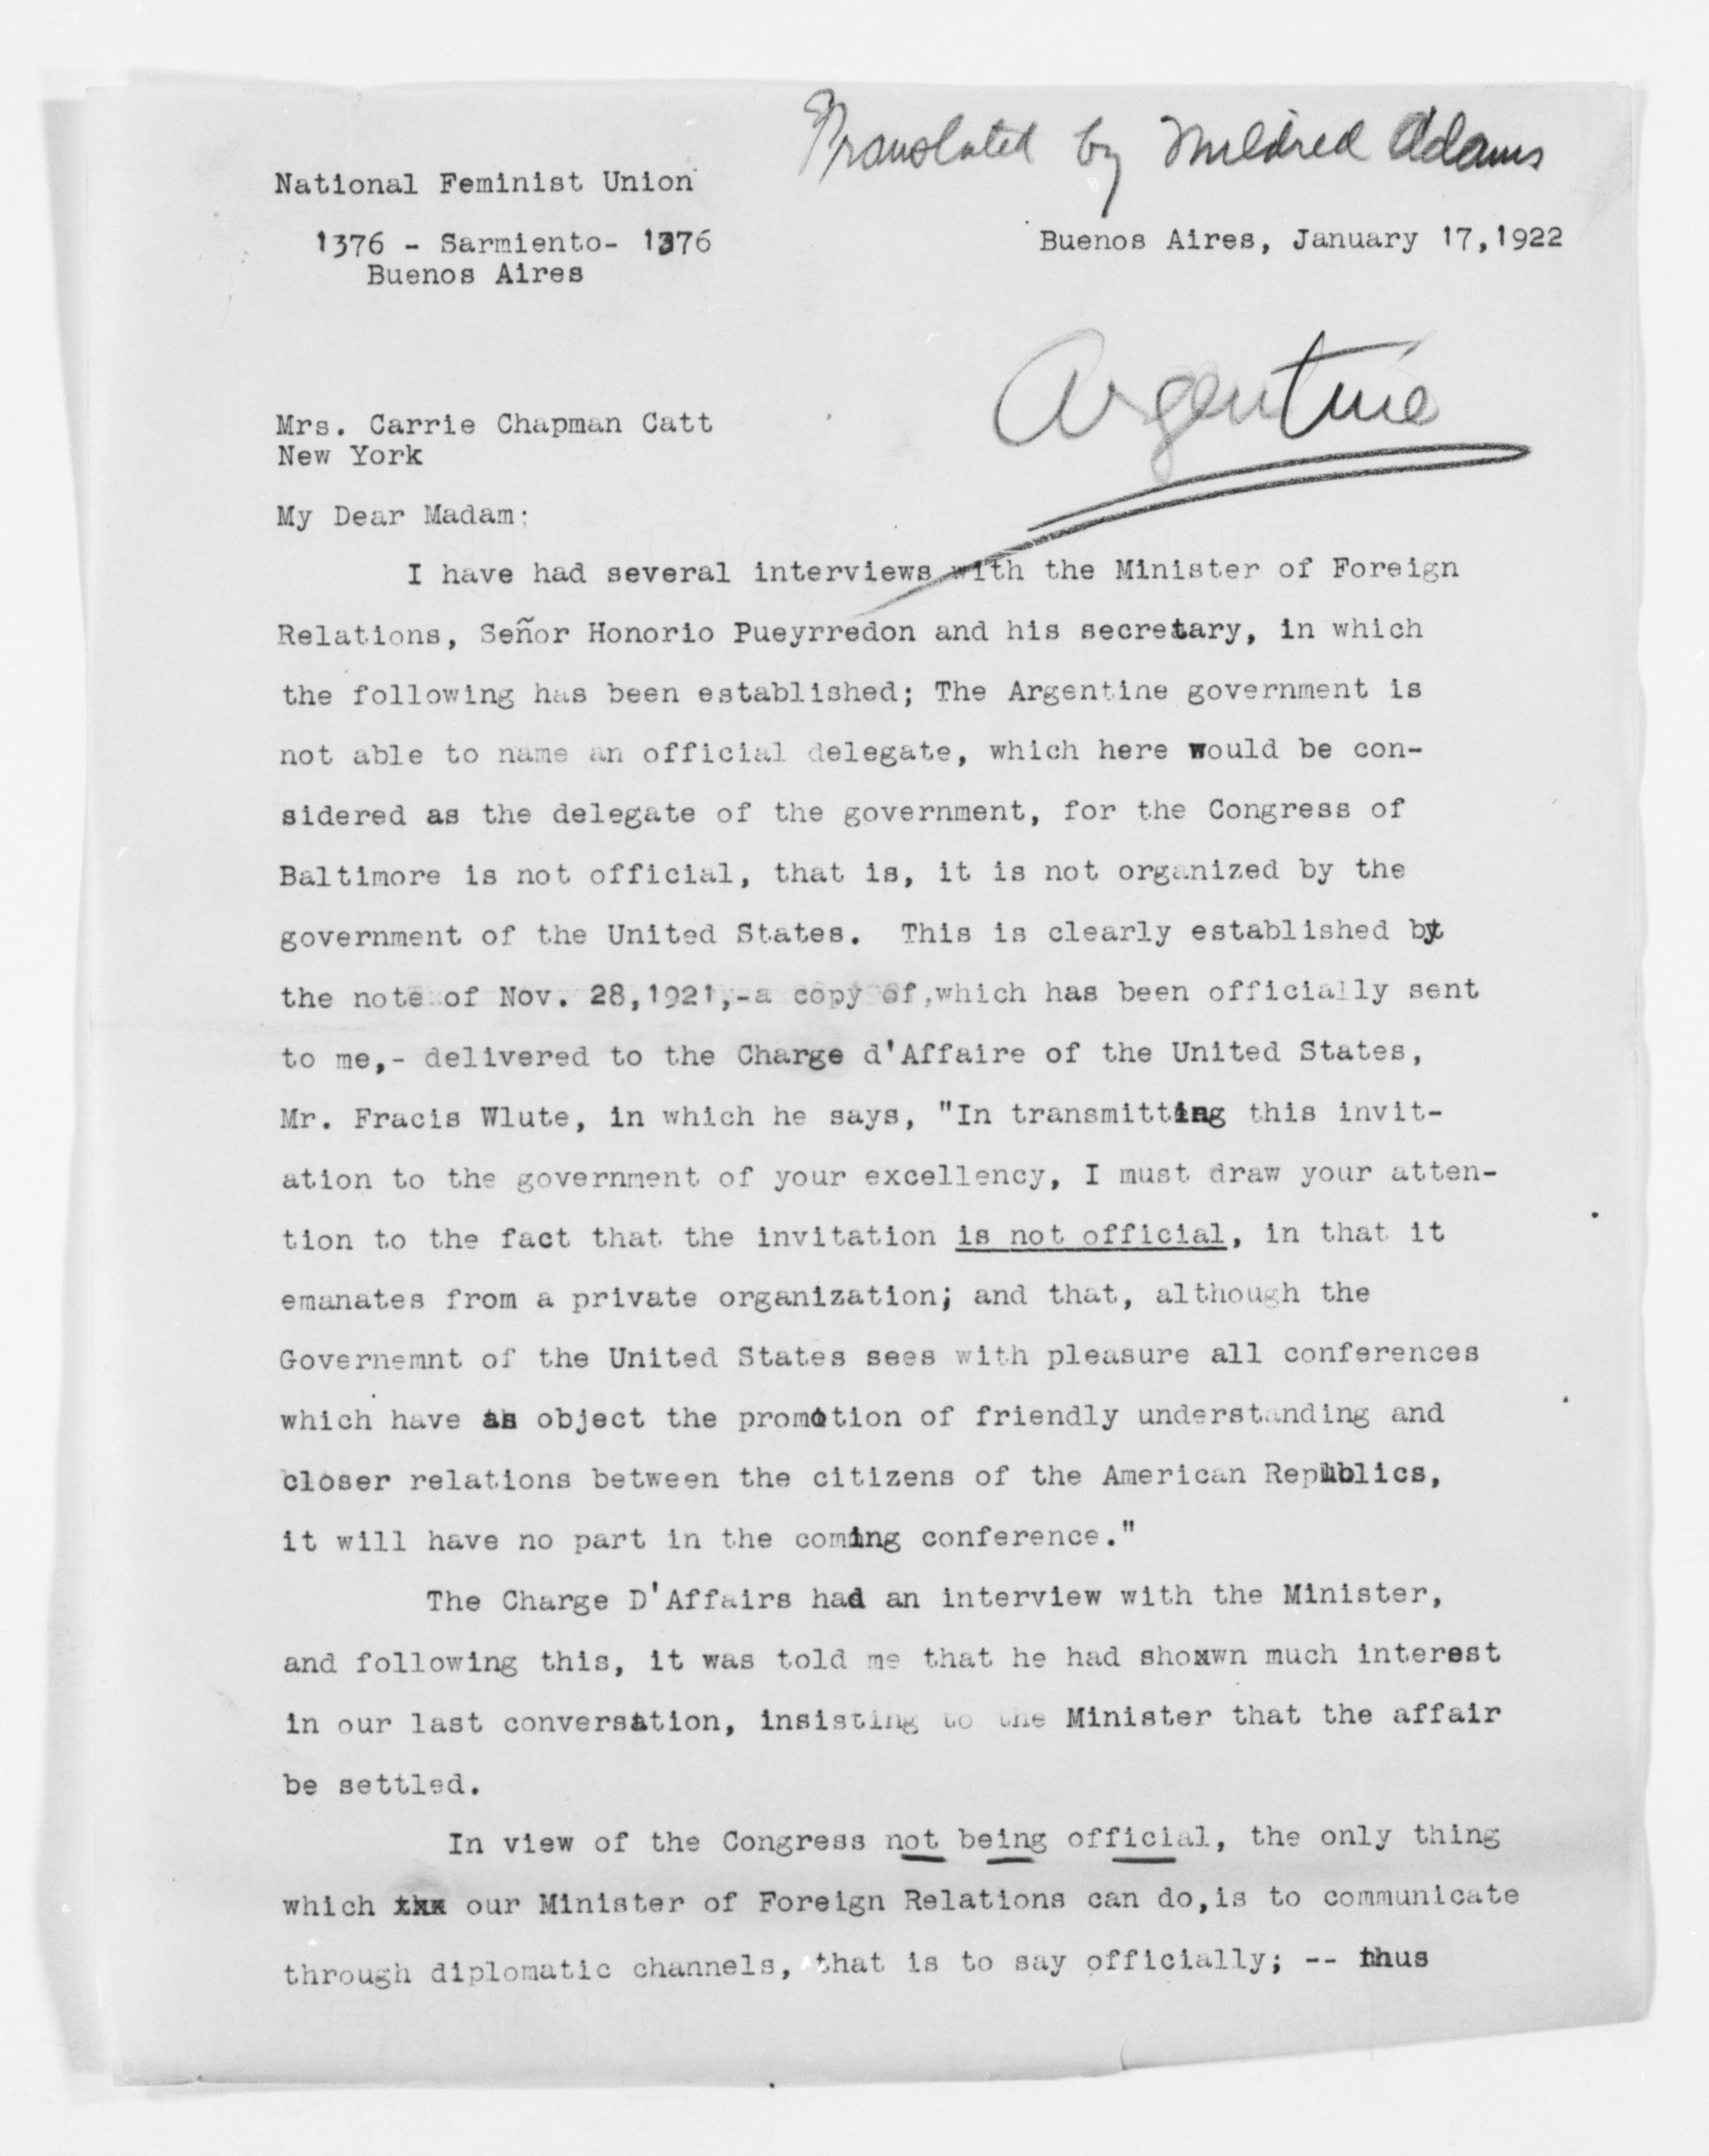 Translated by Mildred Adams
National Feminist Union
1376 - Sarmiento- 1376
Buenos Aires
Buenos Aires, January 17,1922
Argentine
Mrs. Carrie Chapman Catt
New York
My Dear Madam:
I have had several interviews with the Minister of Foreign
Relations, Señor Honorio Pueyrredon and his secretary, in which
the following has been established; The Argentine government is
not able to name an official delegate, which here would be con-
sidered as the delegate of the government, for the Congress of
Baltimore is not official, that is, it is not organized by the
government of the United States. This is clearly established by
the note of Nov. 28,1921,-a copy of,which has been officially sent
to me,- delivered to the Charge d'Affaire of the United States,
Mr. Fracis Wlute, in which he says, "In transmitting this invit-
ation to the government of your excellency, I must draw your atten-
tion to the fact that the invitation is not official, in that it
emanates from a private organization; and that, although the
Governemnt of the United States sees with pleasure all conferences
which have as object the promotion of friendly understanding and
closer relations between the citizens of the American Republics,
it will have no part in the coming conference."
The Charge D'Affairs had an interview with the Minister,
and following this, it was told me that he had shoxwn much interest
in our last conversation, insisting to the Minister that the affair
be settled.
In view of the Congress not being official, the only thing
which our Minister of Foreign Relations can do,is to communicate
through diplomatic channels, that is to say officially; -- thus